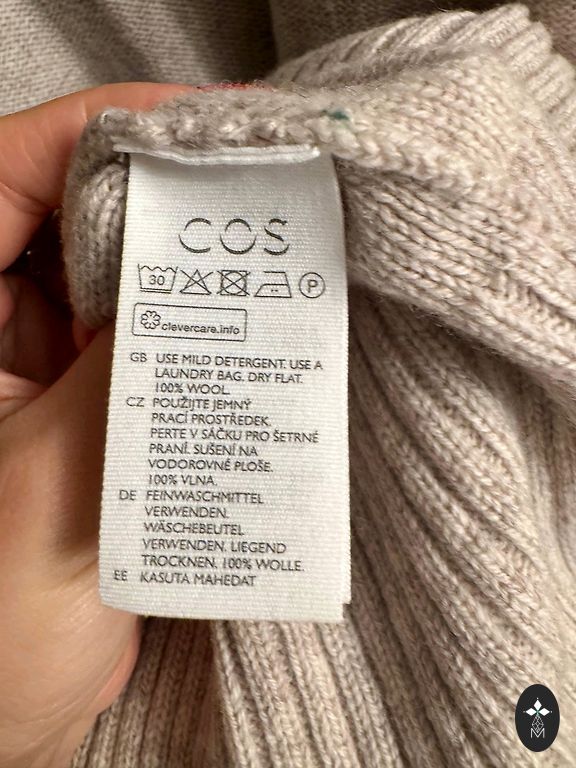 COS
30 P
clevercare.info
GB USE MILD DETERGENT. USE A
LAUNDRY BAG. DRY FLAT.
100% WOOL.
CZ POUŽIJTE JEMNÝ
PRACÍ PROSTŘEDEK.
PERTE V SÁČKU PRO ŠETRNÉ
PRANÍ. SUŠENÍ NA
VODOROVNÉ PLOŠE.
100% VLNA.
DE FEINWASCHMITTEL
VERWENDEN.
WÄSCHEBEUTEL
VERWENDEN. LIEGEND
TROCKNEN. 100% WOLLE.
EE KASUTA MAHEDAT
M